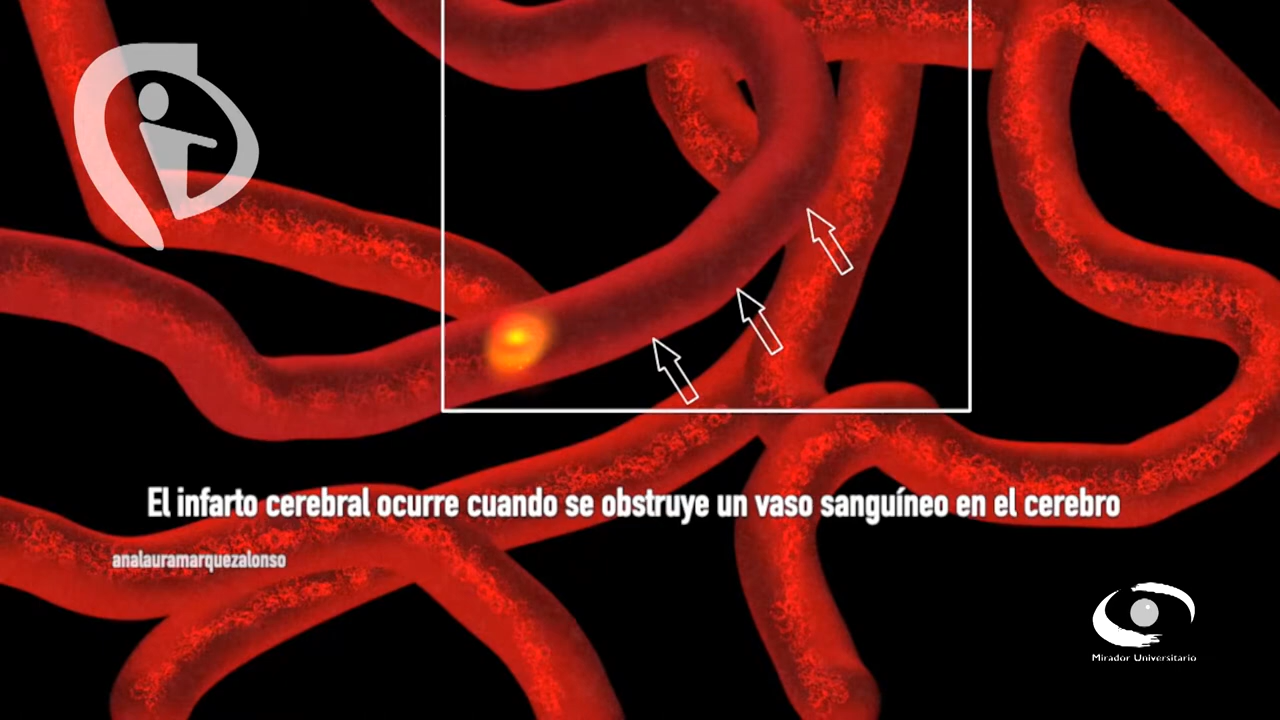 El infarto cerebral ocurre cuando se obstruye un vaso sanguíneo en el cerebro
analauramarquezalonso
Mirador Universitario